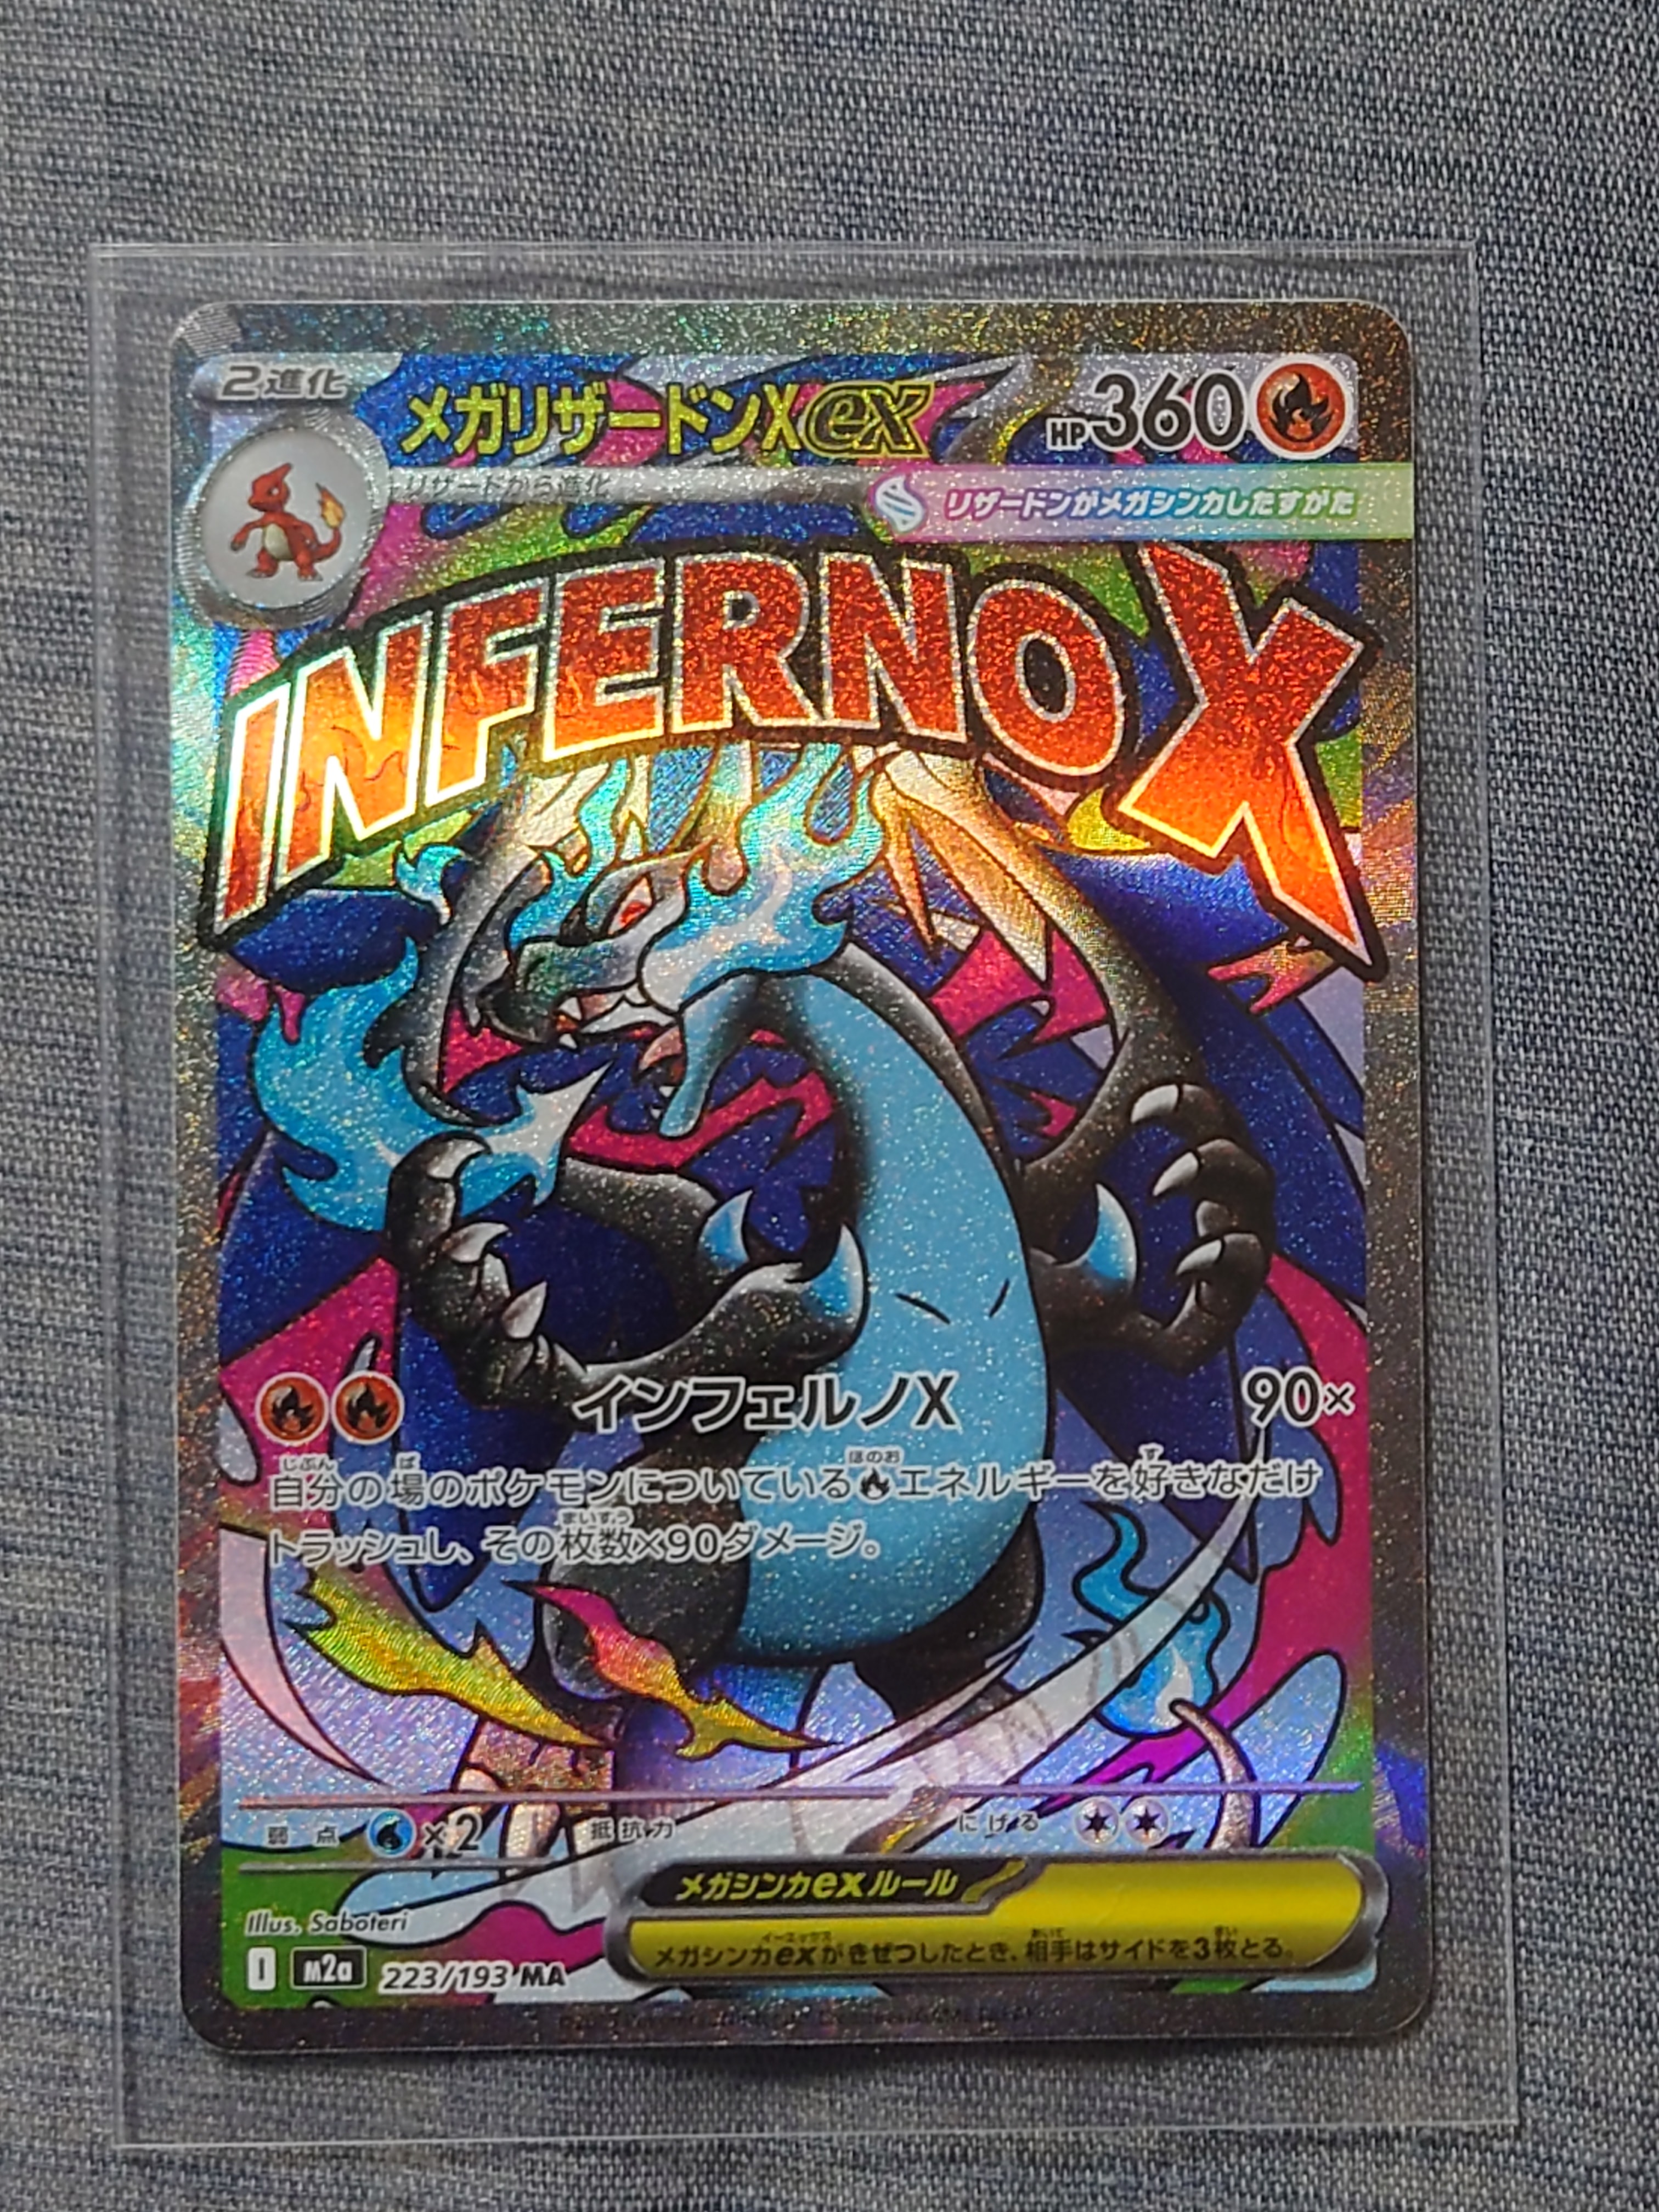 2進化
メガリザードンXex
HP360
リザードから進化
リザードンがメガシンカしたすがた
INFERNO X
インフェルノX 90×
自分の場のポケモンについているエネルギーを好きなだけ
トラッシュし、その枚数×90ダメージ。
弱点 ×2 抵抗力 にげる
メガシンカexルール
メガシンカexがきぜつしたとき、相手はサイドを3枚とる。
Illus. Saboteri
I m2a 223/193 MA